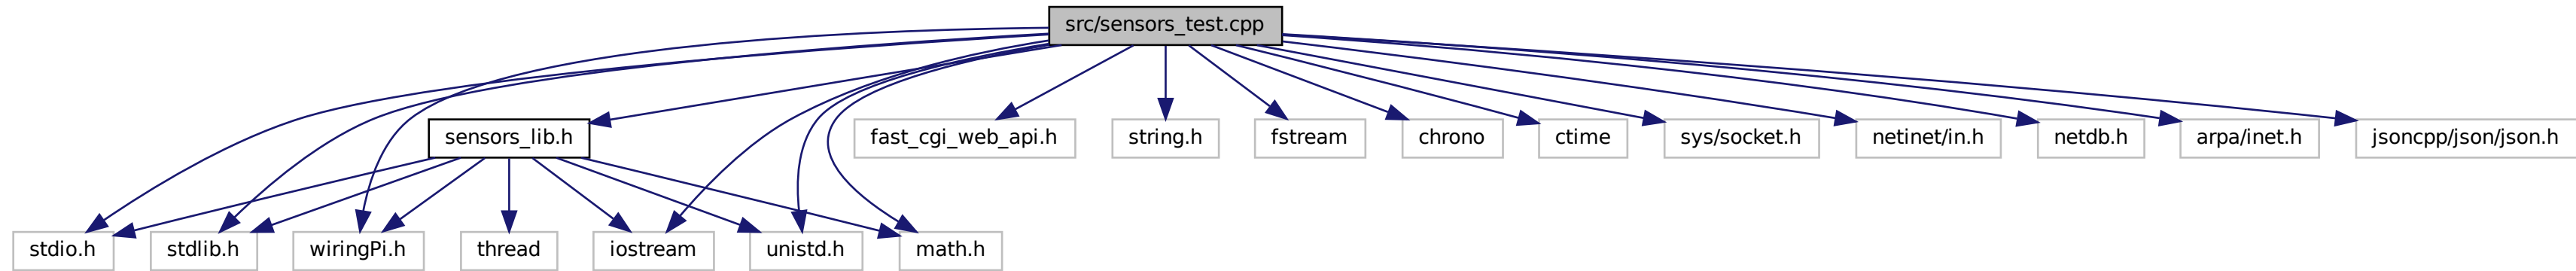 src/sensors_test.cpp
sensors_lib.h
fast_cgi_web_api.h
string.h
fstream
chrono
ctime
sys/socket.h
netinet/in.h
netdb.h
arpa/inet.h
jsoncpp/json/json.h
stdio.h
stdlib.h
wiringPi.h
thread
iostream
unistd.h
math.h